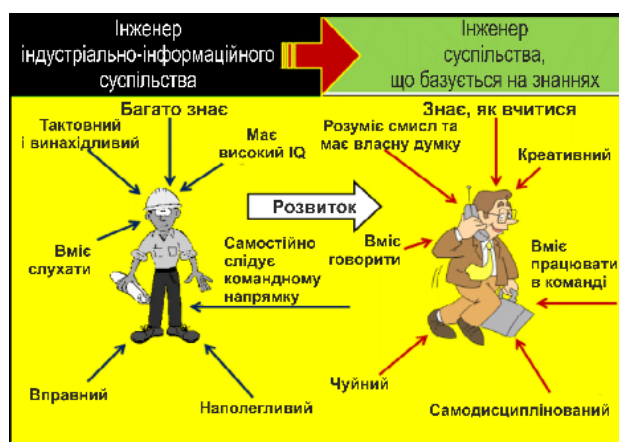 Інженер
індустріально-інформаційного
суспільства
Інженер
суспільства,
що базується на знаннях
Багато знає
Тактовний
і винахідливий
Має
високий IQ
Вміє
слухати
Самостійно
слідує
командному
напрямку
Вправний
Наполегливий
Розвиток
Знає, як вчитися
Розуміє смисл та
має власну думку
Креативний
Вміє
говорити
Вміє
працювати
в команді
Чуйний
Самодисциплінований